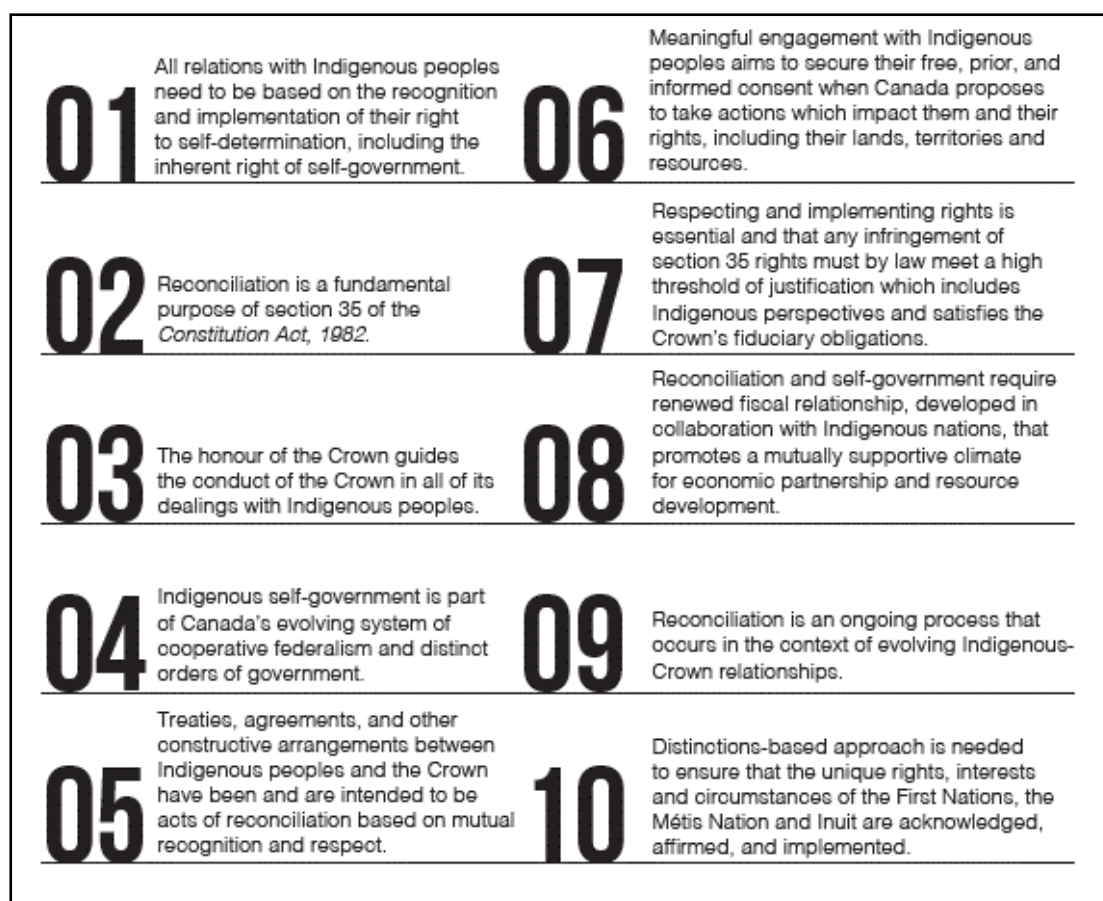 01
All relations with Indigenous peoples
need to be based on the recognition
and implementation of their right
to self-determination, including the
inherent right of self-government.
02
Reconciliation is a fundamental
purpose of section 35 of the
Constitution Act, 1982.
03
The honour of the Crown guides
the conduct of the Crown in all of its
dealings with Indigenous peoples.
04
Indigenous self-government is part
of Canada's evolving system of
cooperative federalism and distinct
orders of government.
05
Treaties, agreements, and other
constructive arrangements between
Indigenous peoples and the Crown
have been and are intended to be
acts of reconciliation based on mutual
recognition and respect.
06
Meaningful engagement with Indigenous
peoples aims to secure their free, prior, and
informed consent when Canada proposes
to take actions which impact them and their
rights, including their lands, territories and
resources.
07
Respecting and implementing rights is
essential and that any infringement of
section 35 rights must by law meet a high
threshold of justification which includes
Indigenous perspectives and satisfies the
Crown's fiduciary obligations.
08
Reconciliation and self-government require
renewed fiscal relationship, developed in
collaboration with Indigenous nations, that
promotes a mutually supportive climate
for economic partnership and resource
development.
09
Reconciliation is an ongoing process that
occurs in the context of evolving Indigenous-
Crown relationships.
10
Distinctions-based approach is needed
to ensure that the unique rights, interests
and circumstances of the First Nations, the
Métis Nation and Inuit are acknowledged,
affirmed, and implemented.